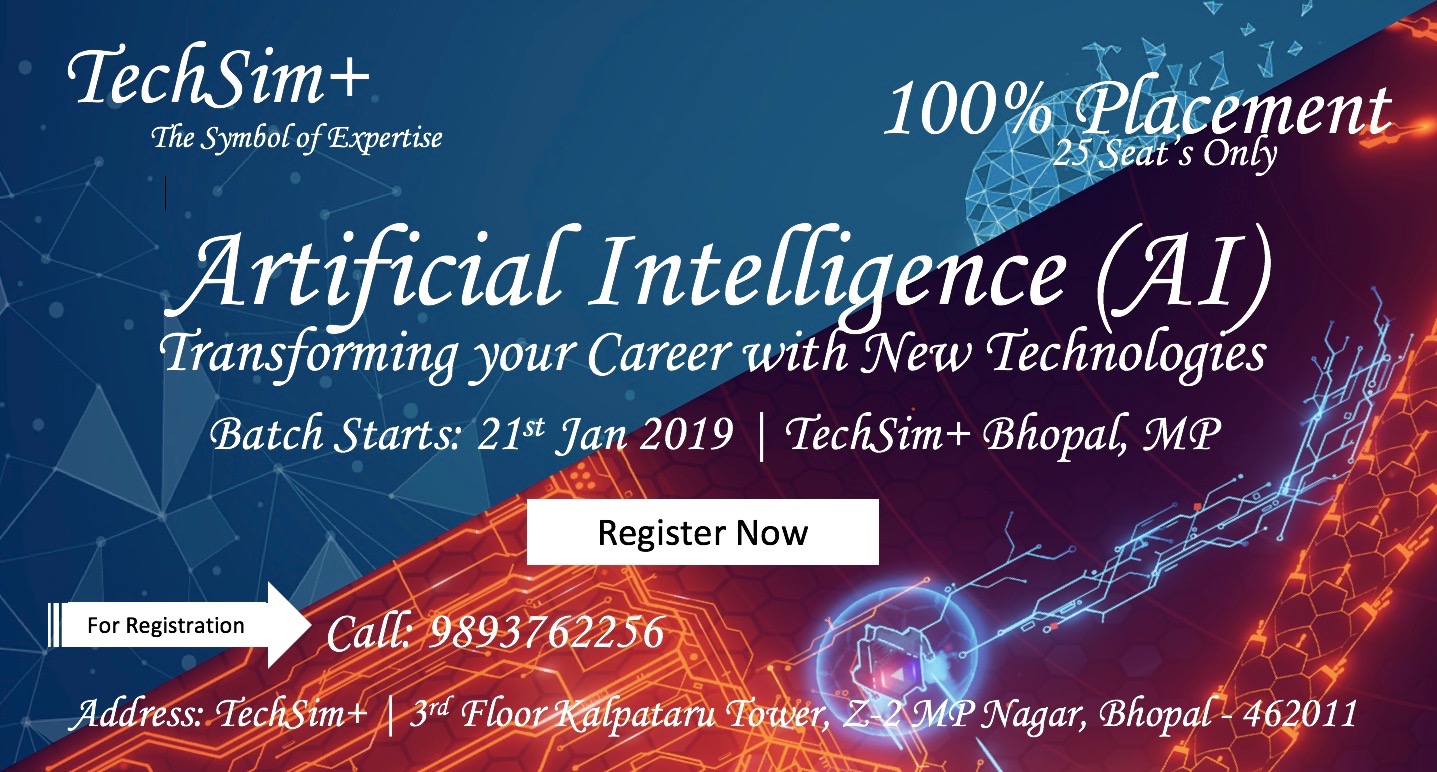 TechSim+
The Symbol of Expertise
100% Placement
25 Seat's Only
Artificial Intelligence (AI)
Transforming your Career with New Technologies
Batch Starts: 21st Jan 2019 | TechSim+ Bhopal, MP
Register Now
For Registration
Call: 9893762256
Address: TechSim+ | 3rd Floor Kalpataru Tower, Z-2 MP Nagar, Bhopal - 462011